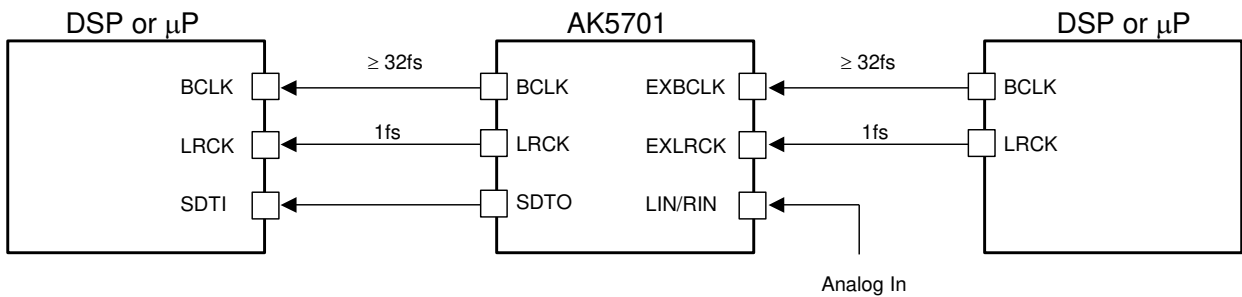 DSP or μP
AK5701
DSP or μP
≥ 32fs
≥ 32fs
BCLK
BCLK
EXBCLK
BCLK
1fs
1fs
LRCK
LRCK
EXLRCK
LRCK
SDTI
SDTO
LIN/RIN
Analog In